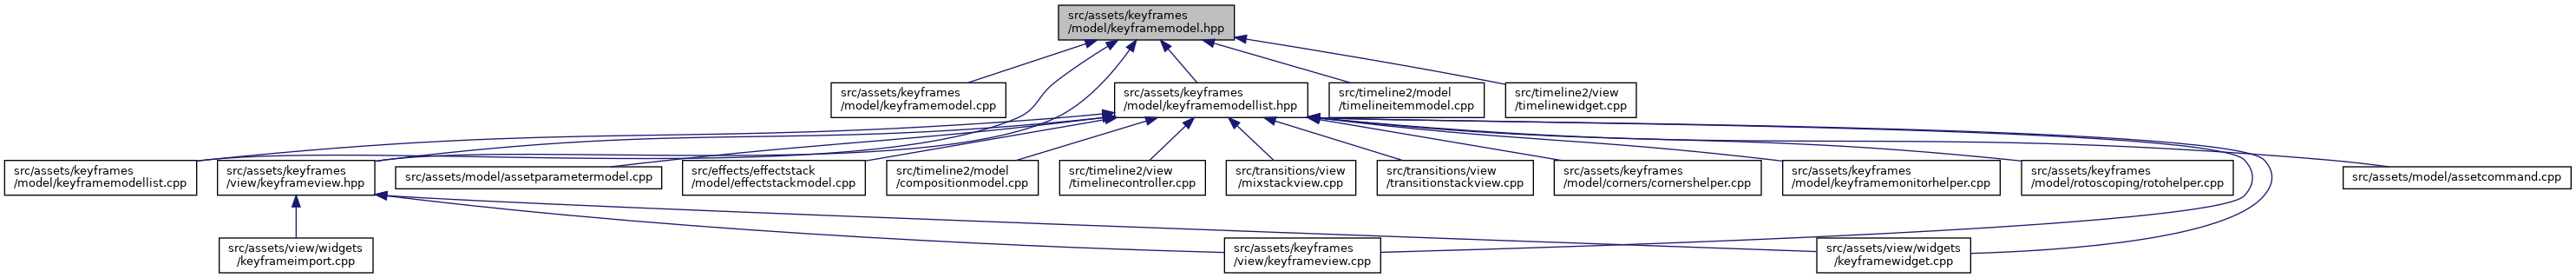 src/assets/keyframes
/model/keyframemodel.hpp
src/assets/keyframes
/model/keyframemodel.cpp
src/assets/keyframes
/model/keyframemodellist.hpp
src/timeline2/model
/timelineitemmodel.cpp
src/timeline2/view
/timelinewidget.cpp
src/assets/keyframes
/model/keyframemodellist.cpp
src/assets/keyframes
/view/keyframeview.hpp
src/assets/model/assetparametermodel.cpp
src/effects/effectstack
/model/effectstackmodel.cpp
src/timeline2/model
/compositionmodel.cpp
src/timeline2/view
/timelinecontroller.cpp
src/transitions/view
/mixstackview.cpp
src/transitions/view
/transitionstackview.cpp
src/assets/keyframes
/model/corners/cornershelper.cpp
src/assets/keyframes
/model/keyframemonitorhelper.cpp
src/assets/keyframes
/model/rotoscoping/rotohelper.cpp
src/assets/model/assetcommand.cpp
src/assets/view/widgets
/keyframeimport.cpp
src/assets/keyframes
/view/keyframeview.cpp
src/assets/view/widgets
/keyframewidget.cpp